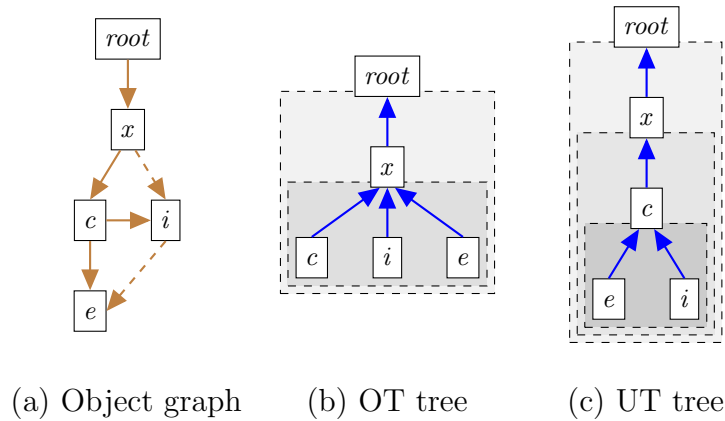 root
x
c
i
e
(a) Object graph
root
x
c
i
e
(b) OT tree
root
x
c
e
i
(c) UT tree